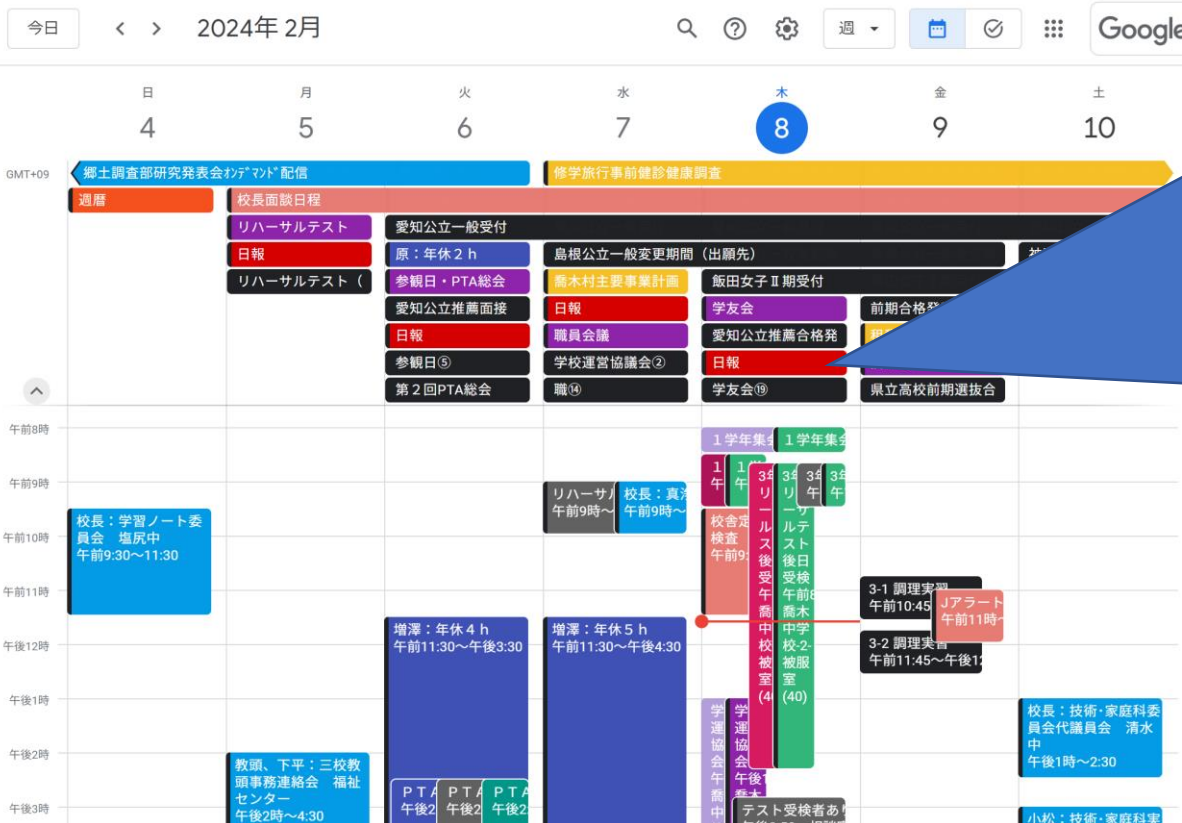 今日
2024年 2月
週
Google
日
月
火
水
木
金
土
4
5
6
7
8
9
10
GMT+09
郷土調査部研究発表会ｵﾝﾃﾞﾏﾝﾄﾞ配信
修学旅行事前健診健康調査
週暦
校長面談日程
リハーサルテスト
愛知公立一般受付
日報
原：年休２ｈ
島根公立一般変更期間（出願先）
リハーサルテスト（
参観日・PTA総会
喬木村主要事業計画
飯田女子Ⅱ期受付
愛知公立推薦面接
日報
学友会
前期合格発
日報
職員会議
愛知公立推薦合格発
参観日⑤
学校運営協議会②
日報
第２回PTA総会
職⑭
学友会⑲
県立高校前期選抜合
午前8時
午前9時
午前10時
午前11時
午後12時
午後1時
午後2時
午後3時
校長：学習ノート委
員会　塩尻中
午前9:30～11:30
教頭、下平：三校教
頭事務連絡会　福祉
センター
午後2時～4:30
増澤：年休４ｈ
午前11:30～午後3:30
ＰＴＡ
午後2
ＰＴＡ
午後2
ＰＴＡ
午後2:
リハーサル
午前9時～
校長：真
午前9時～
増澤：年休５ｈ
午前11:30～午後4:30
１学年集会
１学年集会
校舎定
検査
午前9:
テスト受検者あり
3-1 調理実習
午前10:45
Jアラート
午前11時～
3-2 調理実習
午前11:45～午後12
校長：技術･家庭科委
員会代議員会　清水
中
午後1時～2:30
小松：技術･家庭科実